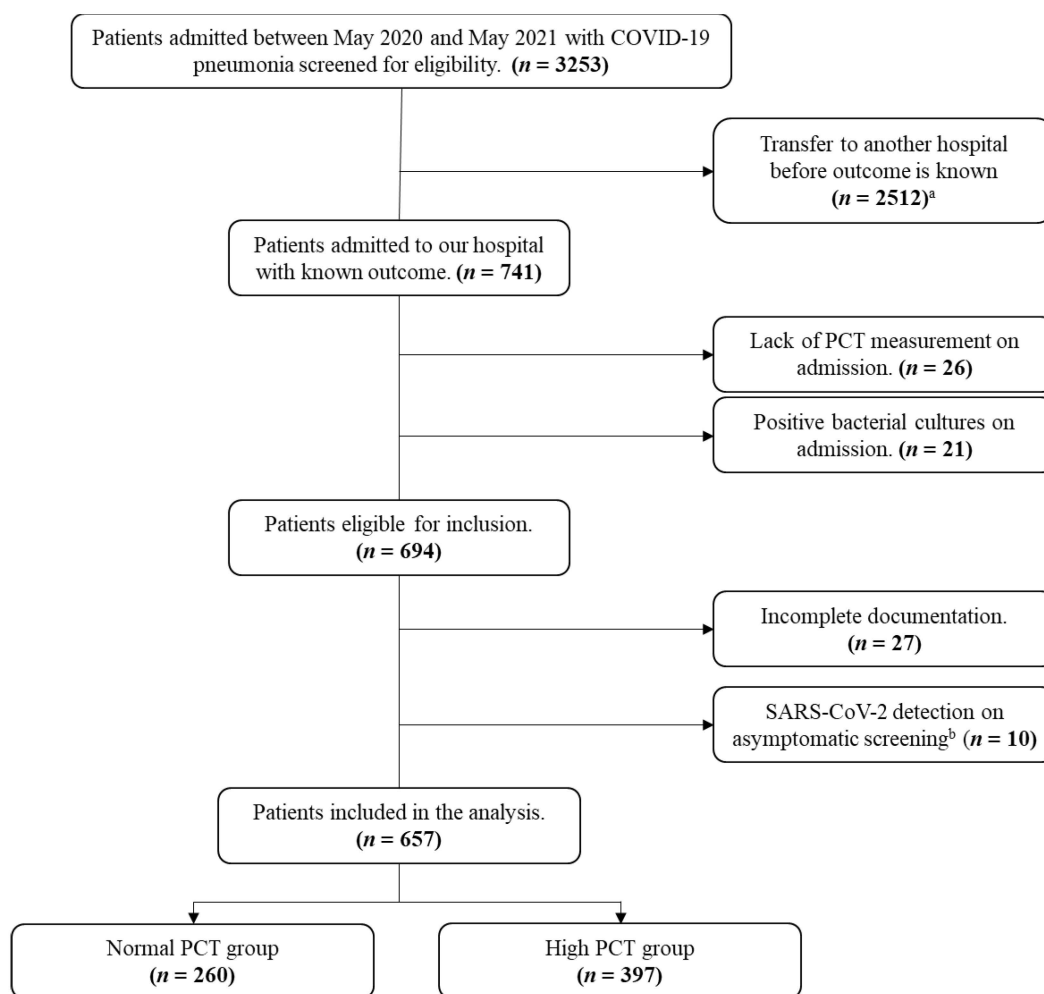 Patients admitted between May 2020 and May 2021 with COVID-19
pneumonia screened for eligibility. (n = 3253)
Transfer to another hospital
before outcome is known
(n = 2512)ᵃ
Patients admitted to our hospital
with known outcome. (n = 741)
Lack of PCT measurement on
admission. (n = 26)
Positive bacterial cultures on
admission. (n = 21)
Patients eligible for inclusion.
(n = 694)
Incomplete documentation.
(n = 27)
SARS-CoV-2 detection on
asymptomatic screeningᵇ (n = 10)
Patients included in the analysis.
(n = 657)
Normal PCT group
(n = 260)
High PCT group
(n = 397)